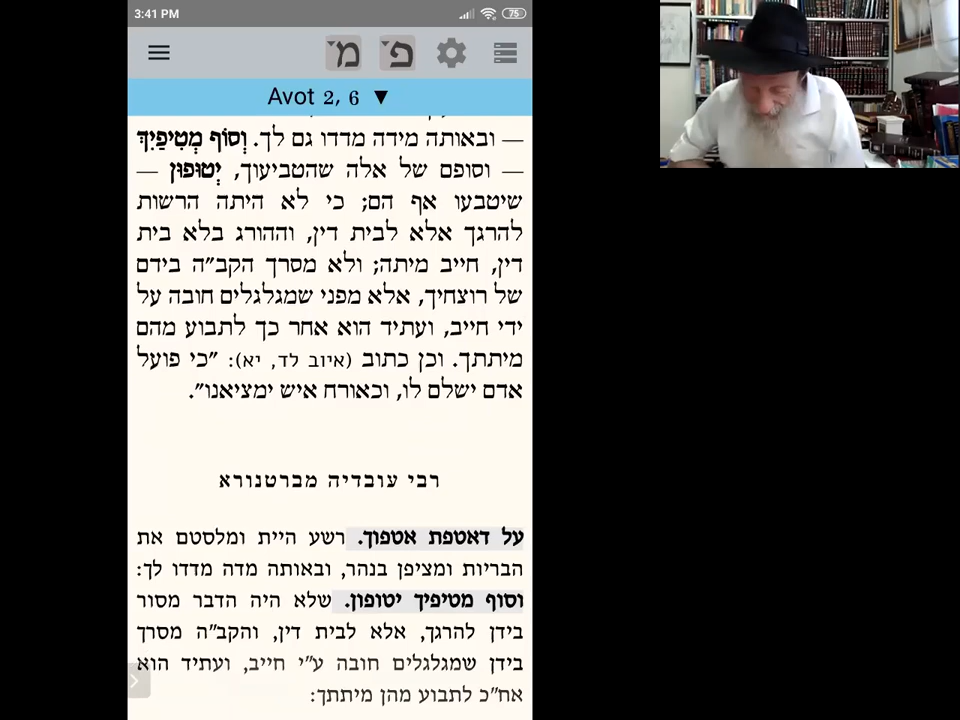 3:41 PM
75
מ׳ פ׳
Avot 2, 6 ▼
— ובאותה מידה מדדו גם לך. וְסוֹף מְטִיפַיִךְ
— וסופם של אלה שהטביעוך, יְטוּפוּן —
שיטבעו אף הם; כי לא היתה הרשות
להרגך אלא לבית דין, וההורג בלא בית
דין, חייב מיתה; ולא מסרך הקב״ה בידם
של רוצחיך, אלא מפני שמגלגלים חובה על
ידי חייב, ועתיד הוא אחר כך לתבוע מהם
מיתתך. וכן כתוב (איוב לד, יא): ״כי פועל
אדם ישלם לו, וכאורח איש ימציאנו״.
רבי עובדיה מברטנורא
על דאטפת אטפוך. רשע היית ומלסטם את
הבריות ומציפן בנהר, ובאותה מדה מדדו לך:
וסוף מטיפיך יטופון. שלא היה הדבר מסור
בידן להרגך, אלא לבית דין, והקב״ה מסרך
בידן שמגלגלים חובה ע״י חייב, ועתיד הוא
אח״כ לתבוע מהן מיתתך: